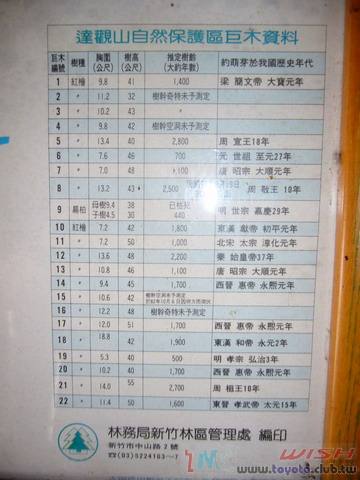 達觀山自然保護區巨木資料
巨木編號 樹種 胸圍(公尺) 樹高(公尺) 推定樹齡(大約年數) 約萌芽於我國歷史年代
1 紅檜 9.8 41 1,400 梁 簡文帝 大寶元年
2 〃 11.2 32 樹幹奇特未予測定
3 〃 10.2 43 〃
4 〃 9.8 42 樹幹空洞未予測定
5 〃 13.4 40 2,800 周 宣王18年
6 〃 7.6 46 700 元 世祖 至元27年
7 〃 7.0 48 1,100 唐 昭宗 大順元年
8 〃 13.2 43 2,500 周 敬王 10年
9 扁柏 母樹9.4 38 已枯死
子樹4.5 30 440 明 世宗 嘉慶29年
10 紅檜 7.2 42 1,800 東漢 獻帝 初平元年
11 〃 7.2 50 1,000 北宋 太宗 淳化元年
12 〃 13.6 48 2,200 秦 始皇帝37年
13 〃 10.8 46 1,100 唐 昭宗 大順元年
14 〃 9.2 45 1,700 西晉 惠帝 永熙元年
15 〃 10.6 42 樹幹空洞未予測定
16 〃 12.2 48 樹幹奇特未予測定
17 〃 12.0 51 1,700 西晉 惠帝 永熙元年
18 〃 18.8 42 1,900 東漢 和帝 永元2年
19 〃 5.3 40 500 明 孝宗 弘治3年
20 〃 10.2 40 1,700 西晉 惠帝 永熙元年
21 〃 14.0 55 2,700 周 桓王10年
22 〃 11.4 50 1,600 東晉 孝武帝 太元15年
林務局新竹林區管理處 編印
新竹市中山路2號
☎(03)5224163~7
WISH
www.toyota.club.tw